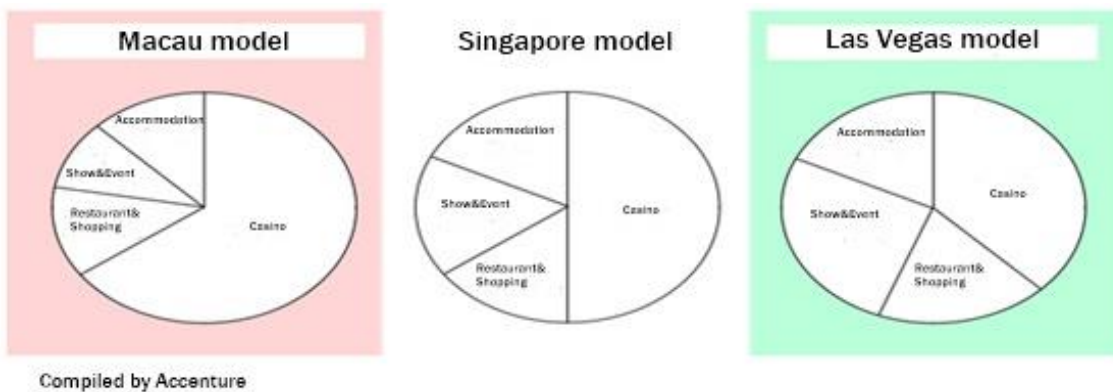 Macau model
Accommodation
Show&Event
Restaurant&
Shopping
Casino
Singapore model
Accommodation
Show&Event
Restaurant&
Shopping
Casino
Las Vegas model
Accommodation
Show&Event
Restaurant&
Shopping
Casino
Compiled by Accenture